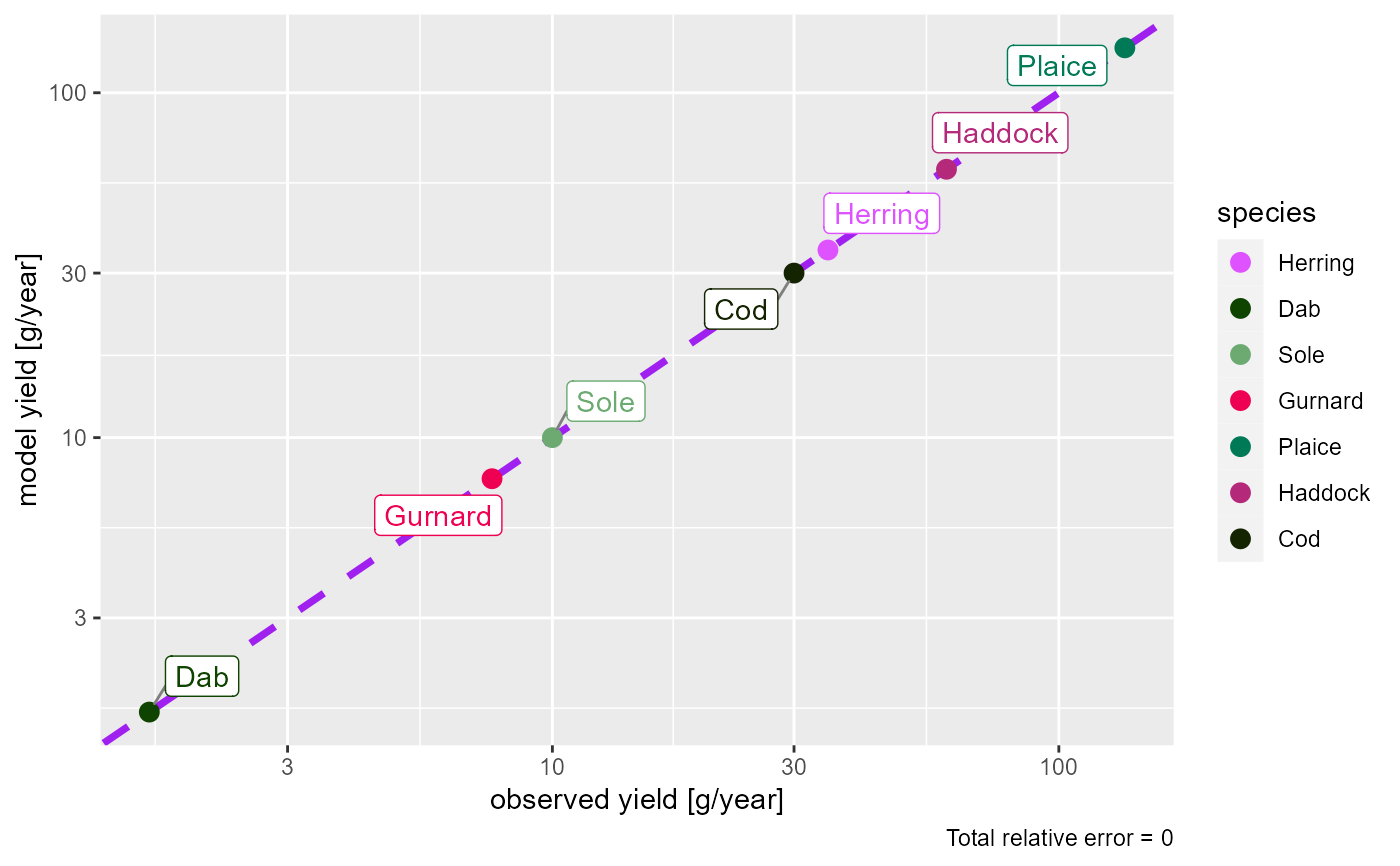 model yield [g/year]
100
30
10
3
Plaice
Haddock
Herring
Cod
Sole
Gurnard
Dab
3
10
30
100
observed yield [g/year]
Total relative error = 0
species
Herring
Dab
Sole
Gurnard
Plaice
Haddock
Cod